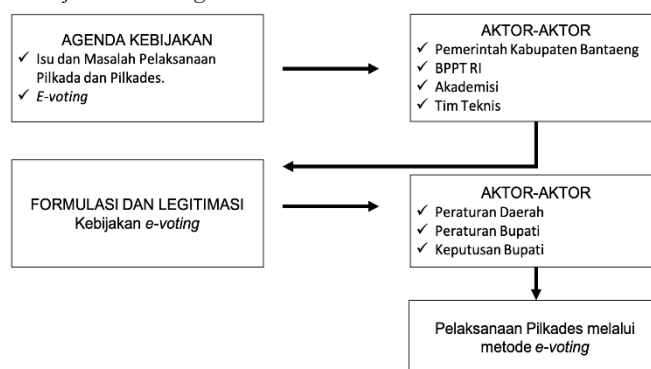 AGENDA KEBIJAKAN
✓ Isu dan Masalah Pelaksanaan
Pilkada dan Pilkades.
✓ E-voting
AKTOR-AKTOR
✓ Pemerintah Kabupaten Bantaeng
✓ BPPT RI
✓ Akademisi
✓ Tim Teknis
FORMULASI DAN LEGITIMASI
Kebijakan e-voting
AKTOR-AKTOR
✓ Peraturan Daerah
✓ Peraturan Bupati
✓ Keputusan Bupati
Pelaksanaan Pilkades melalui
metode e-voting